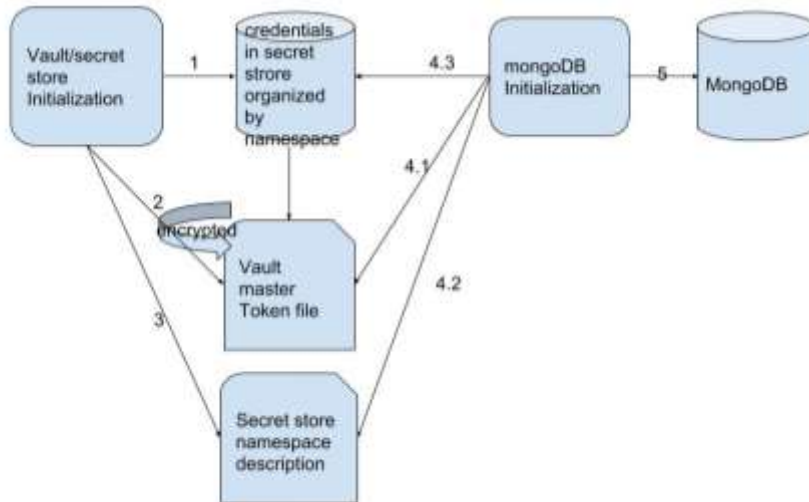 Vault/secret
store
Initialization
1
credentials
in secret
strore
organized
by
namespace
4.3
mongoDB
Initialization
5
MongoDB
2
encrypted
4.1
Vault
master
Token file
4.2
3
Secret store
namespace
description